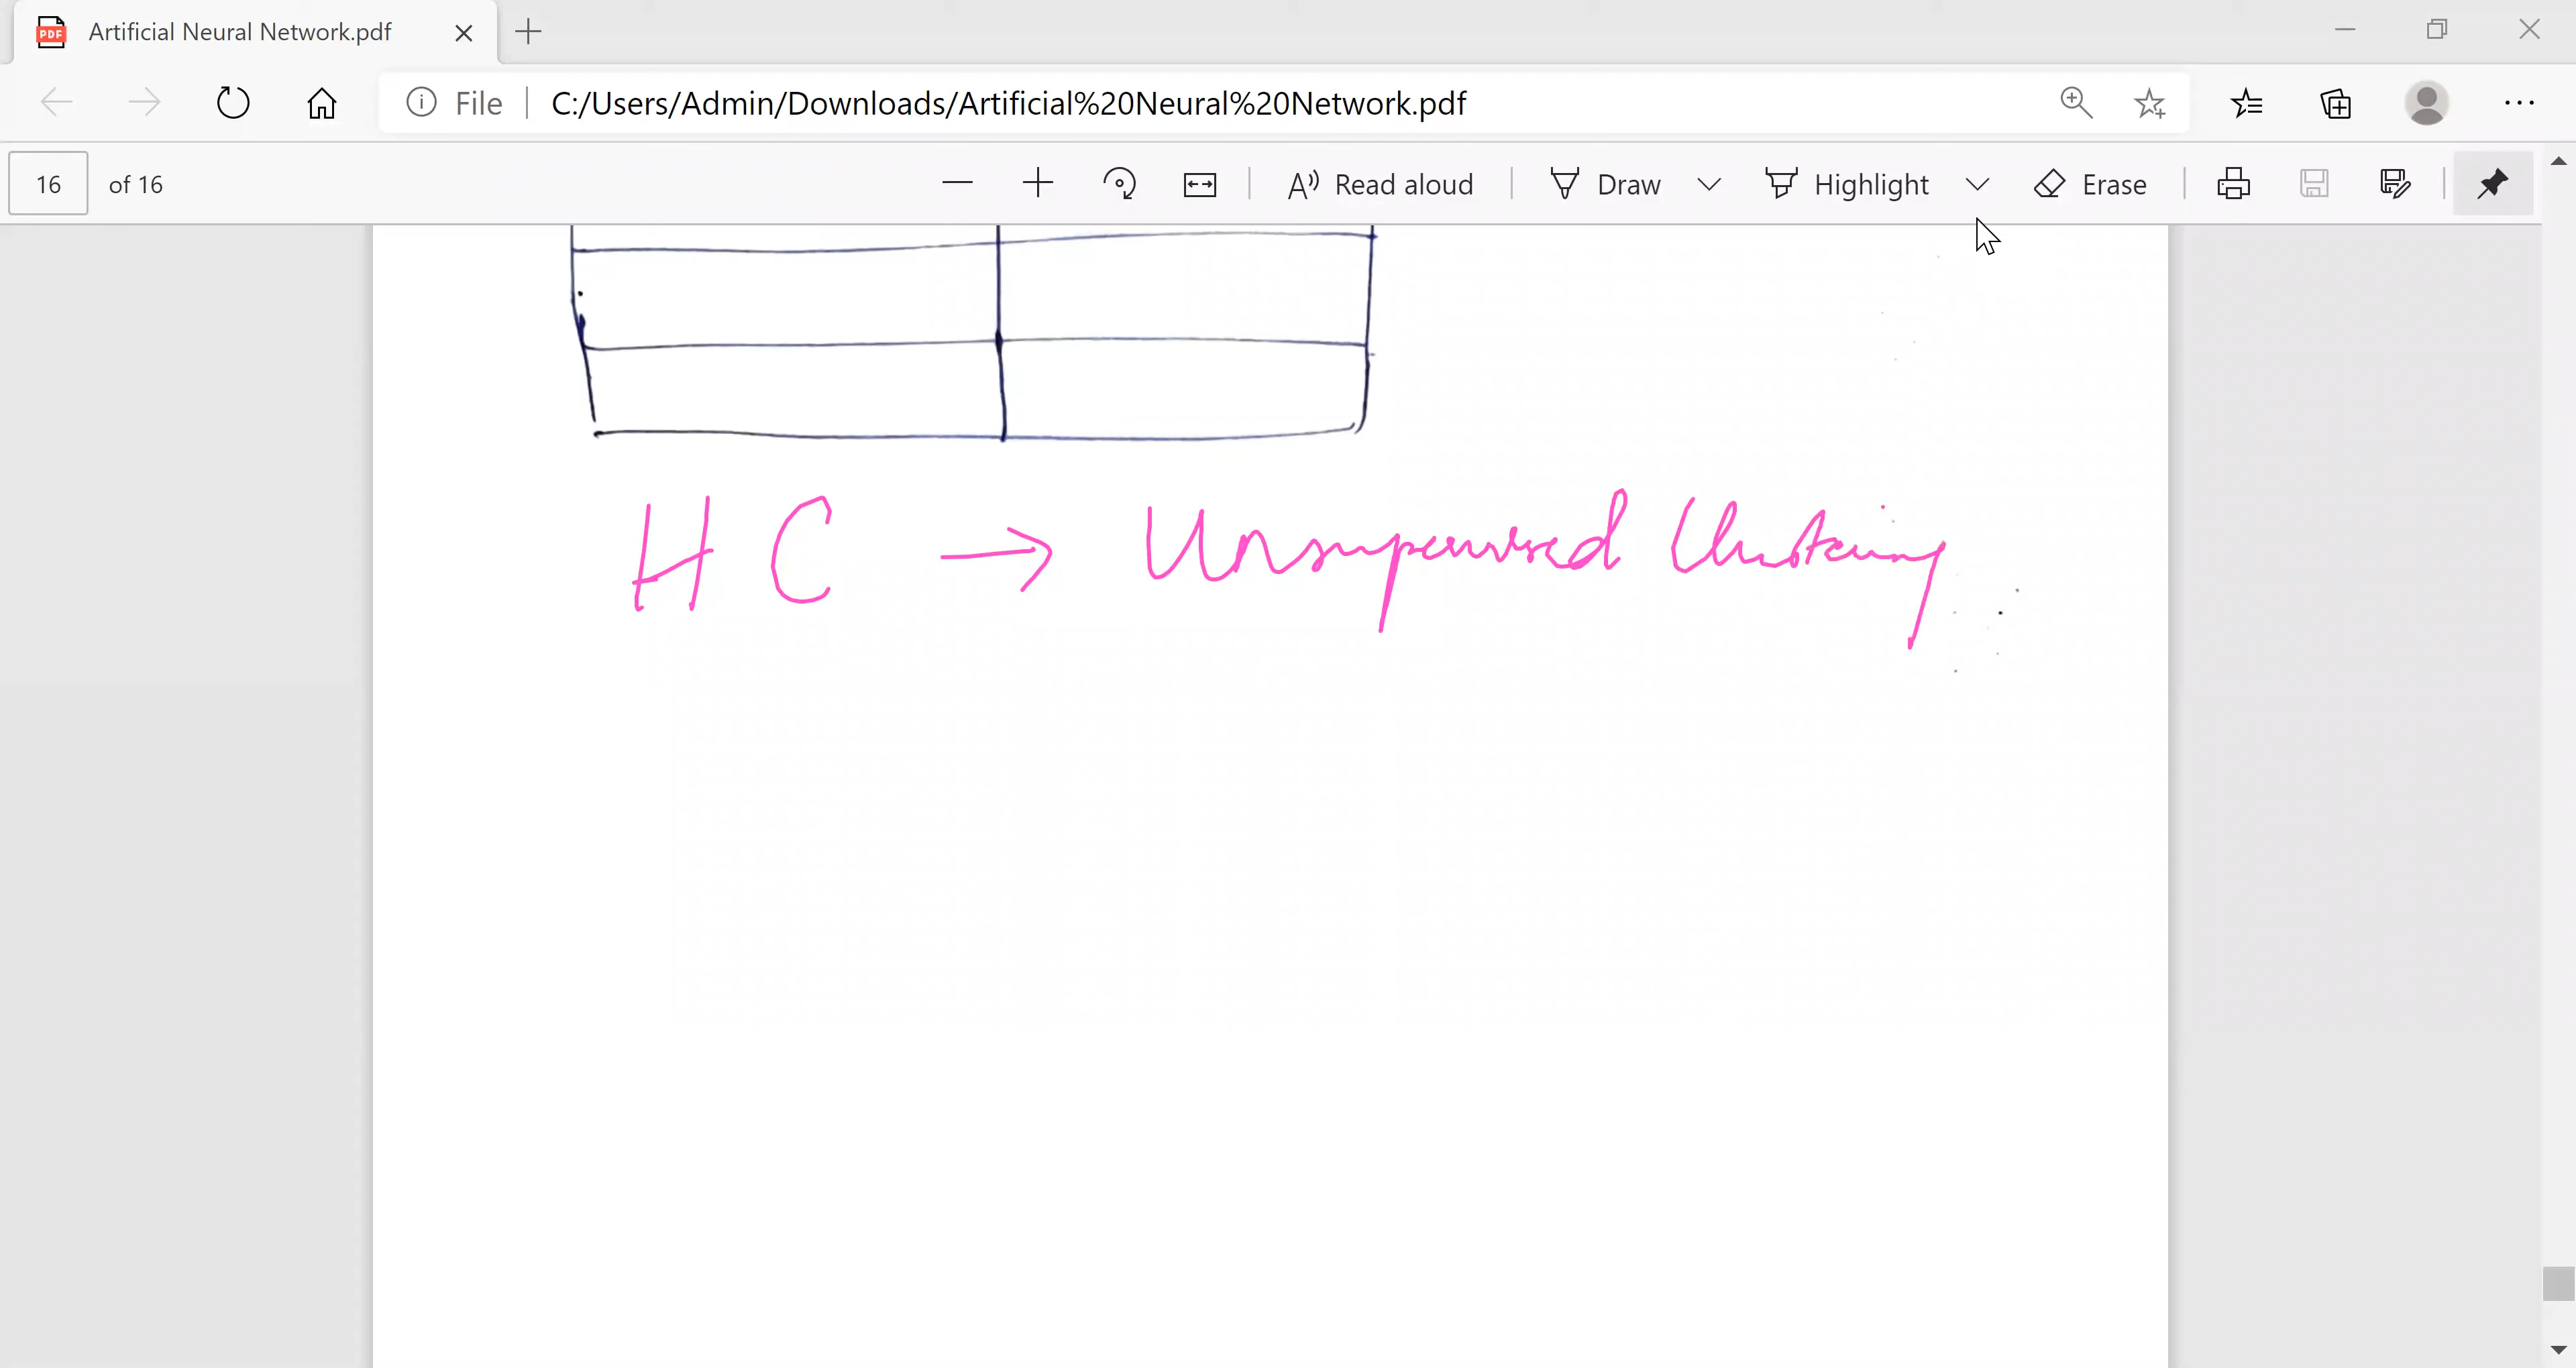 Artificial Neural Network.pdf
File C:/Users/Admin/Downloads/Artificial%20Neural%20Network.pdf
16 of 16 Read aloud Draw Highlight Erase
H C → Unsupervised Clustering